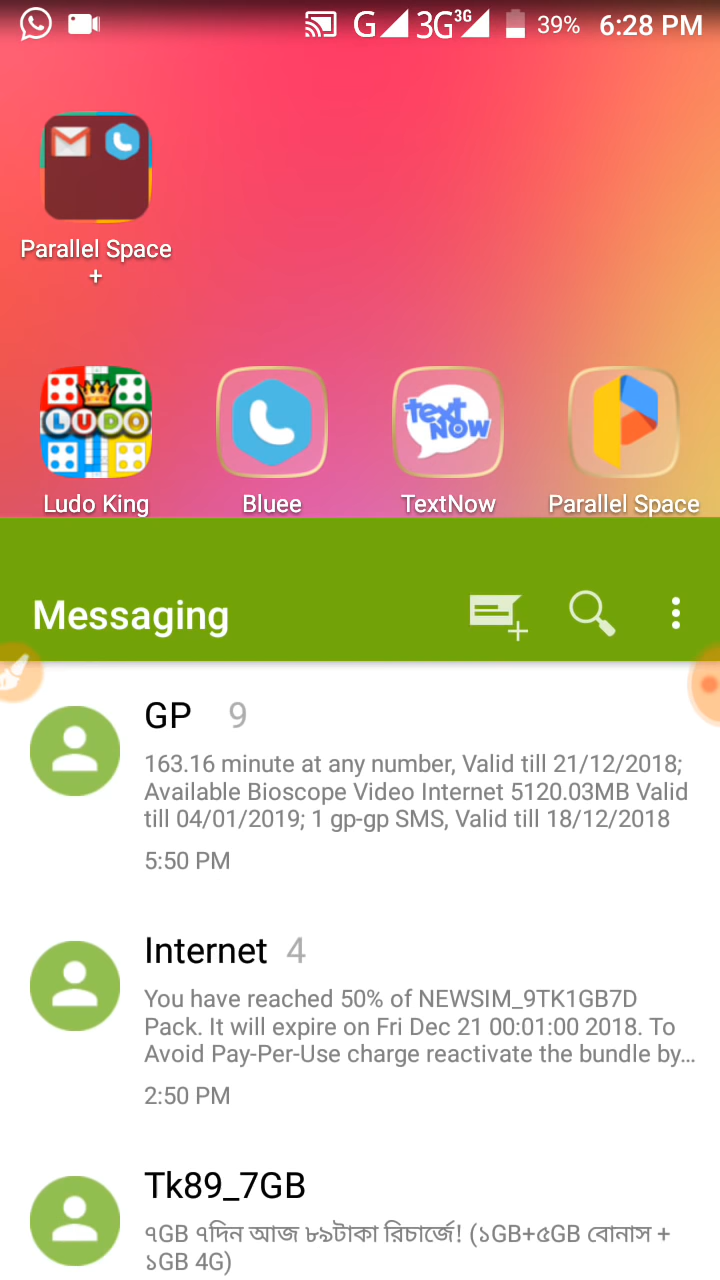 G 3G 3G 39% 6:28 PM
Parallel Space
+
LUDO
text
NOW
Ludo King Bluee TextNow Parallel Space
Messaging
GP 9
163.16 minute at any number, Valid till 21/12/2018;
Available Bioscope Video Internet 5120.03MB Valid
till 04/01/2019; 1 gp-gp SMS, Valid till 18/12/2018
5:50 PM
Internet 4
You have reached 50% of NEWSIM_9TK1GB7D
Pack. It will expire on Fri Dec 21 00:01:00 2018. To
Avoid Pay-Per-Use charge reactivate the bundle by...
2:50 PM
Tk89_7GB
৭GB ৭দিন আজ ৮৯টাকা রিচার্জে! (১GB+৫GB বোনাস +
১GB 4G)